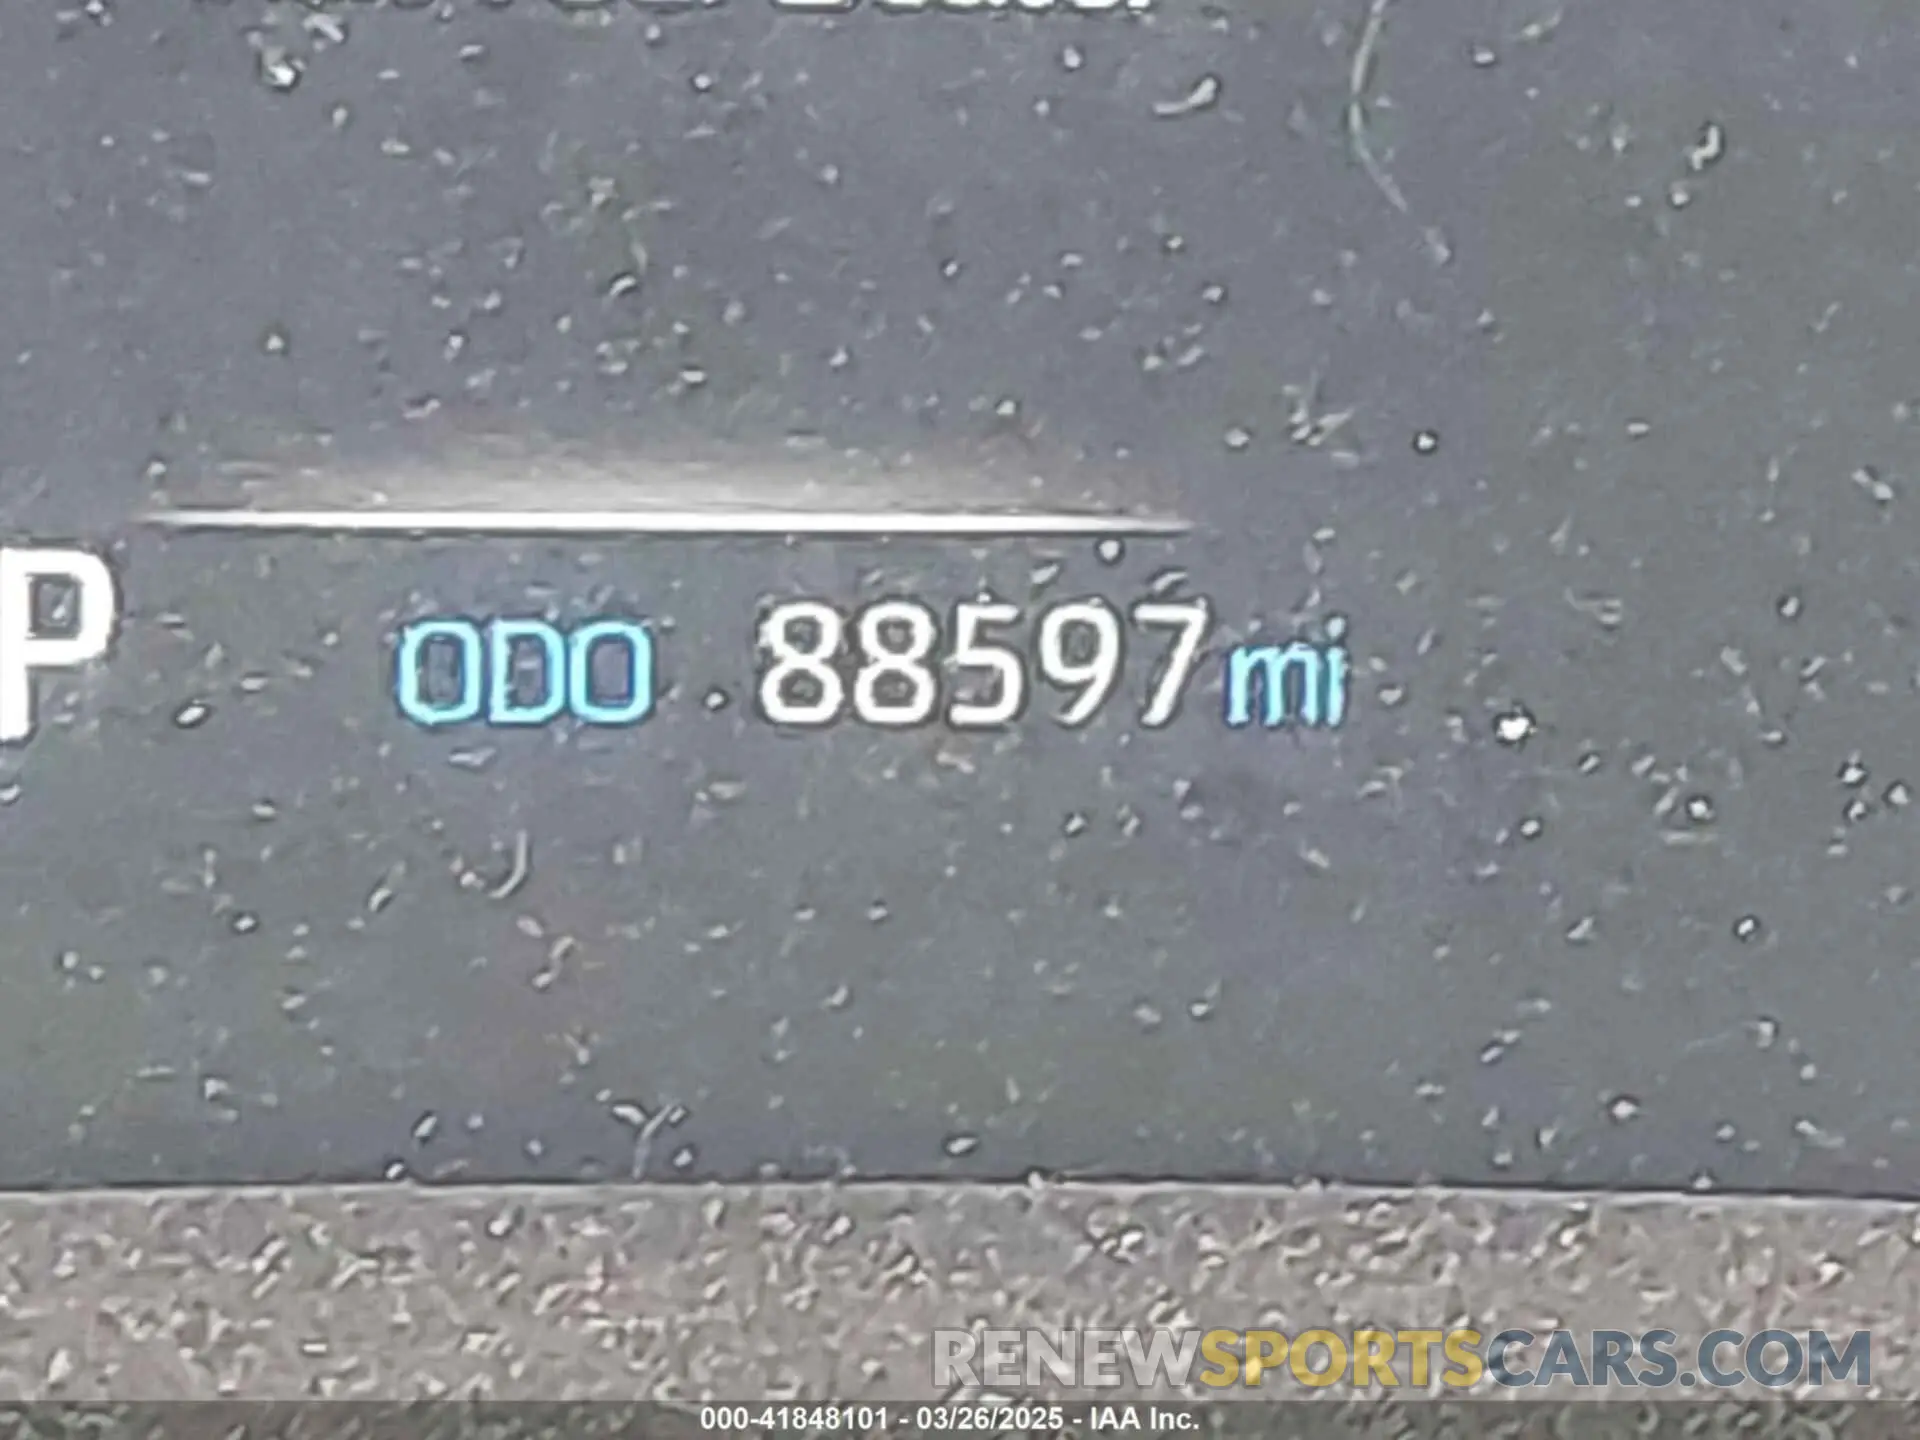 P ODO 88597 mi
RENEWSPORTSCARS.COM
000-41848101 - 03/26/2025 - IAA Inc.